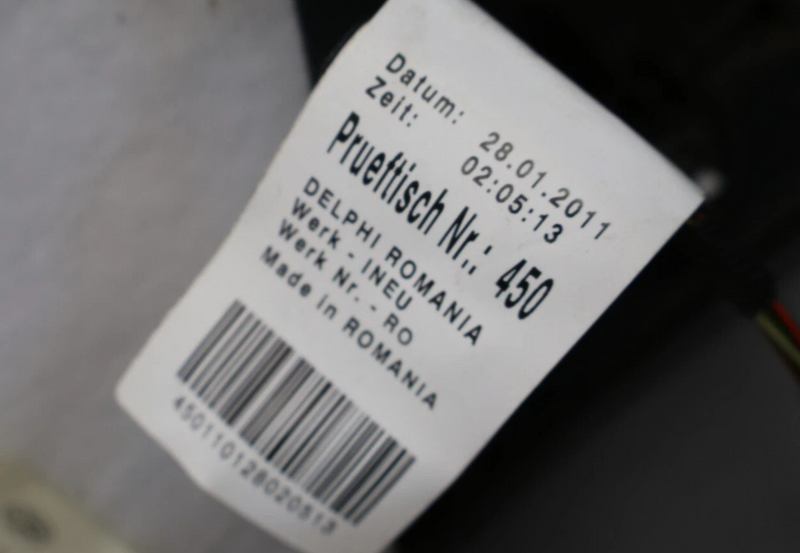 Datum: 28.01.2011
Zeit: 02:05:13
Prueftisch Nr.: 450
DELPHI ROMANIA
Werk - INEU
Werk Nr. - RO
Made in ROMANIA
450110128020513